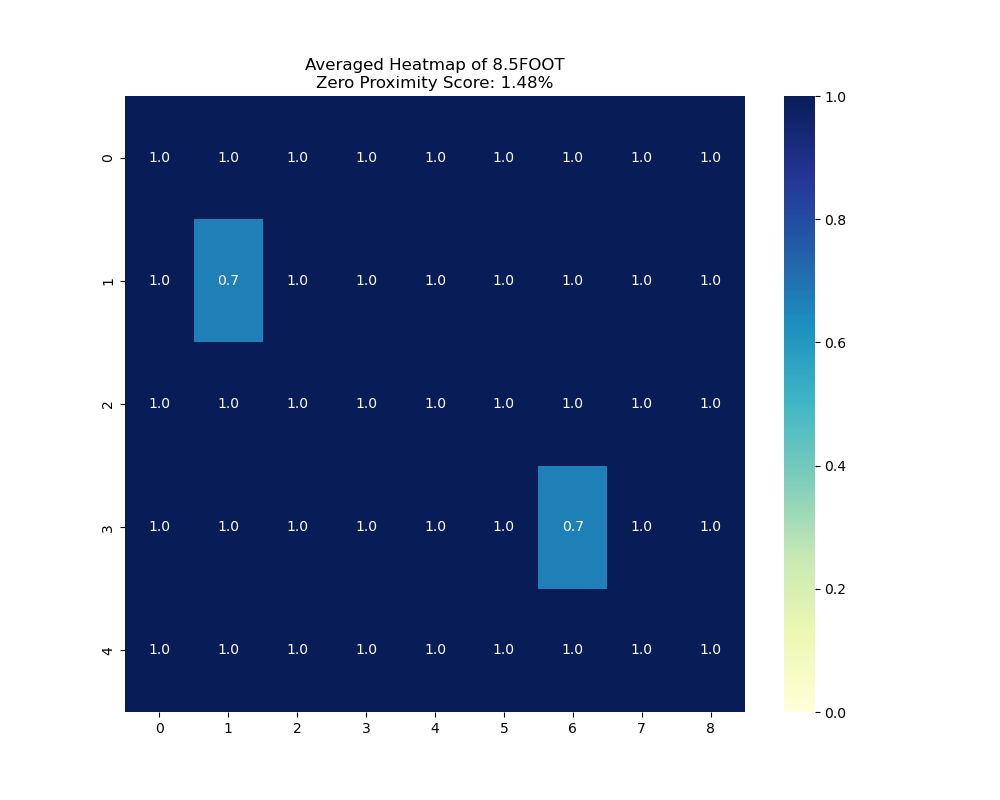 Averaged Heatmap of 8.5FOOT
Zero Proximity Score: 1.48%
1.0
0 1.0 1.0 1.0 1.0 1.0 1.0 1.0 1.0 1.0
0.8
1 1.0 0.7 1.0 1.0 1.0 1.0 1.0 1.0 1.0
0.6
2 1.0 1.0 1.0 1.0 1.0 1.0 1.0 1.0 1.0
0.4
3 1.0 1.0 1.0 1.0 1.0 1.0 0.7 1.0 1.0
0.2
4 1.0 1.0 1.0 1.0 1.0 1.0 1.0 1.0 1.0
0.0
0 1 2 3 4 5 6 7 8